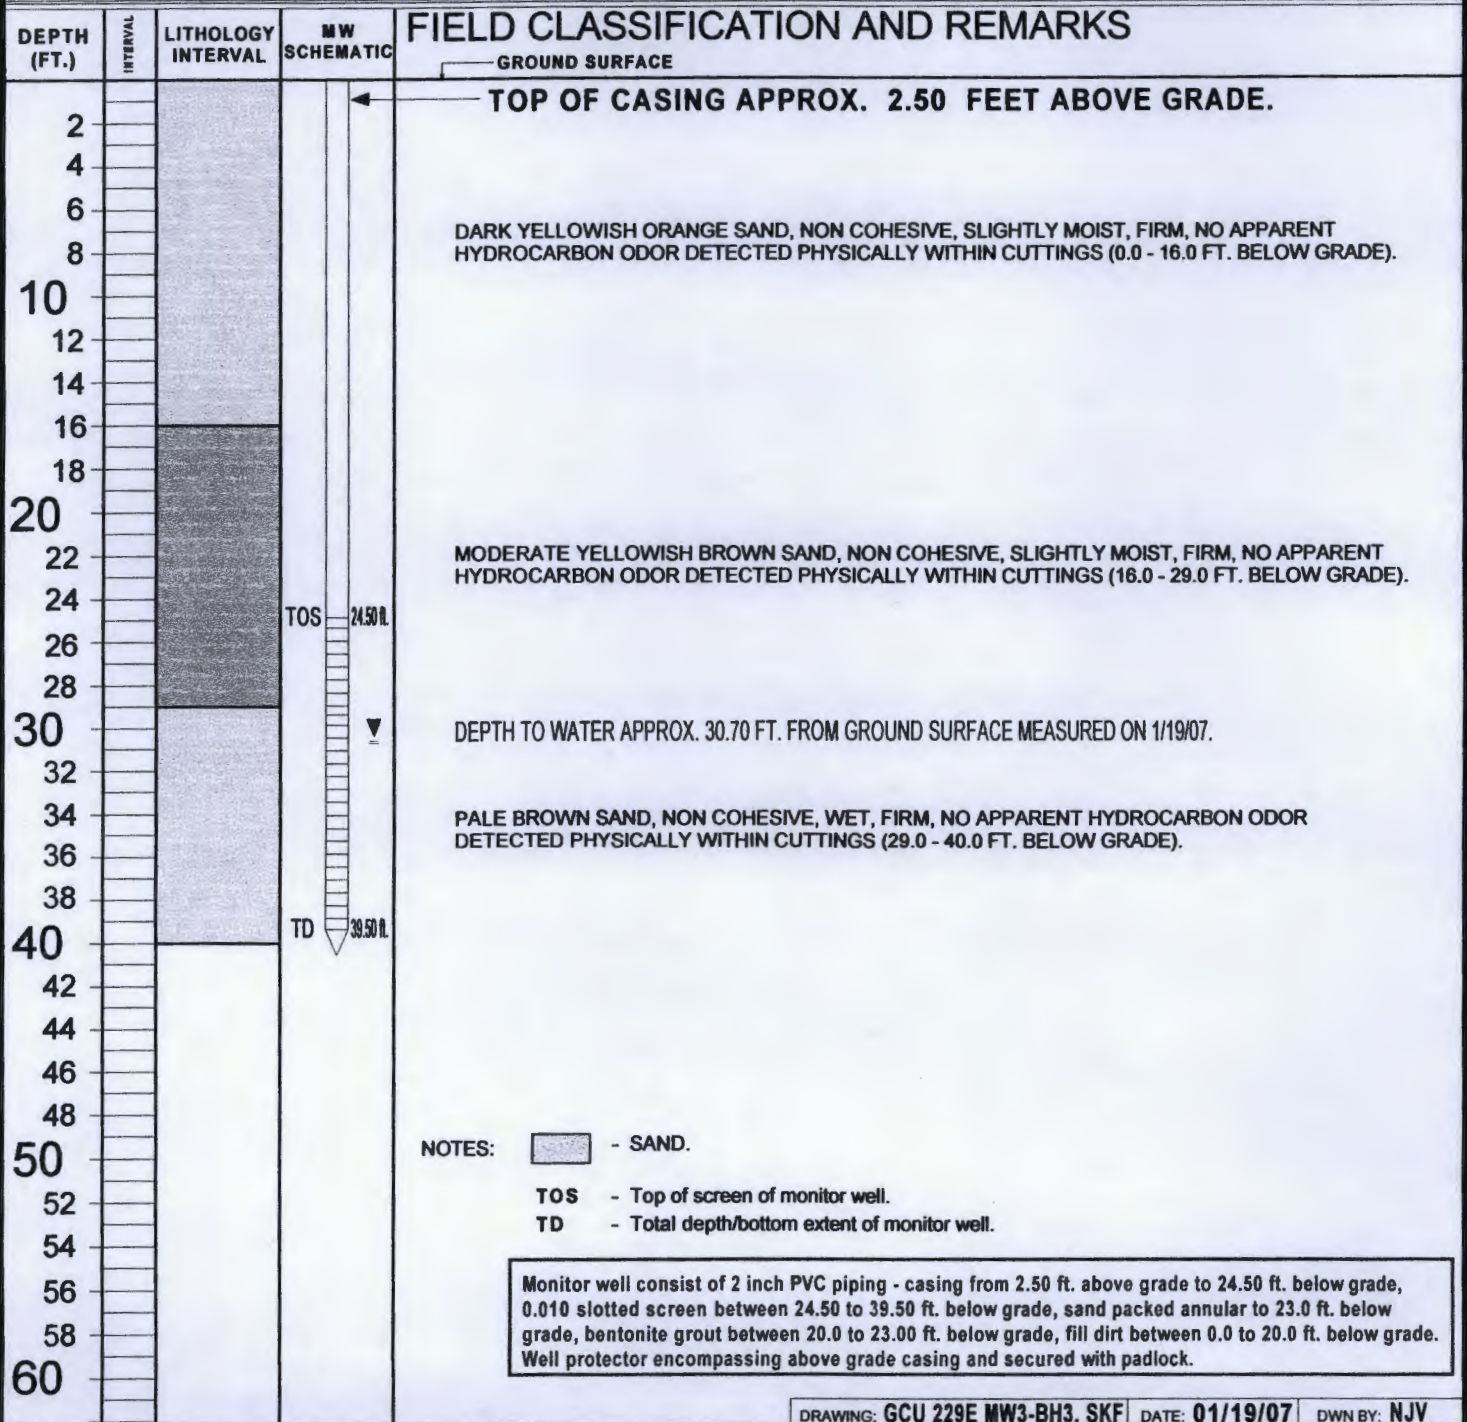 DEPTH (FT.)
INTERVAL
LITHOLOGY INTERVAL
MW SCHEMATIC
FIELD CLASSIFICATION AND REMARKS
GROUND SURFACE
TOP OF CASING APPROX. 2.50 FEET ABOVE GRADE.
2
4
6
DARK YELLOWISH ORANGE SAND, NON COHESIVE, SLIGHTLY MOIST, FIRM, NO APPARENT
HYDROCARBON ODOR DETECTED PHYSICALLY WITHIN CUTTINGS (0.0 - 16.0 FT. BELOW GRADE).
8
10
12
14
16
18
20
22
MODERATE YELLOWISH BROWN SAND, NON COHESIVE, SLIGHTLY MOIST, FIRM, NO APPARENT
HYDROCARBON ODOR DETECTED PHYSICALLY WITHIN CUTTINGS (16.0 - 29.0 FT. BELOW GRADE).
24
TOS 24.50 ft.
26
28
30
DEPTH TO WATER APPROX. 30.70 FT. FROM GROUND SURFACE MEASURED ON 1/19/07.
32
34
PALE BROWN SAND, NON COHESIVE, WET, FIRM, NO APPARENT HYDROCARBON ODOR
DETECTED PHYSICALLY WITHIN CUTTINGS (29.0 - 40.0 FT. BELOW GRADE).
36
38
TD 39.50 ft.
40
42
44
46
48
50
NOTES: - SAND.
52
TOS - Top of screen of monitor well.
TD - Total depth/bottom extent of monitor well.
54
56
58
60
Monitor well consist of 2 inch PVC piping - casing from 2.50 ft. above grade to 24.50 ft. below grade,
0.010 slotted screen between 24.50 to 39.50 ft. below grade, sand packed annular to 23.0 ft. below
grade, bentonite grout between 20.0 to 23.00 ft. below grade, fill dirt between 0.0 to 20.0 ft. below grade.
Well protector encompassing above grade casing and secured with padlock.
DRAWING: GCU 229E MW3-BH3. SKF DATE: 01/19/07 DWN BY: NJV